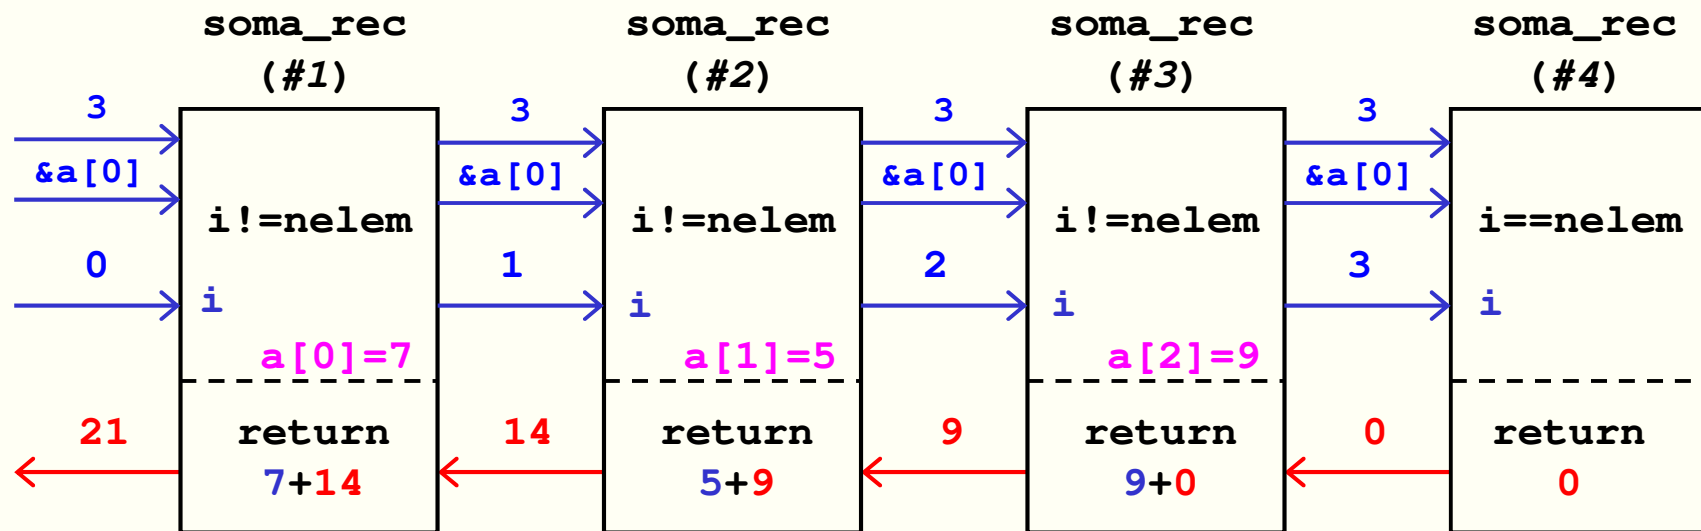 soma_rec soma_rec soma_rec soma_rec
(#1) (#2) (#3) (#4)
3 3 3 3
&a[0] &a[0] &a[0] &a[0]
i!=nelem i!=nelem i!=nelem i==nelem
0 1 2 3
i i i i
a[0]=7 a[1]=5 a[2]=9
21 return 14 return 9 return 0 return
7+14 5+9 9+0 0